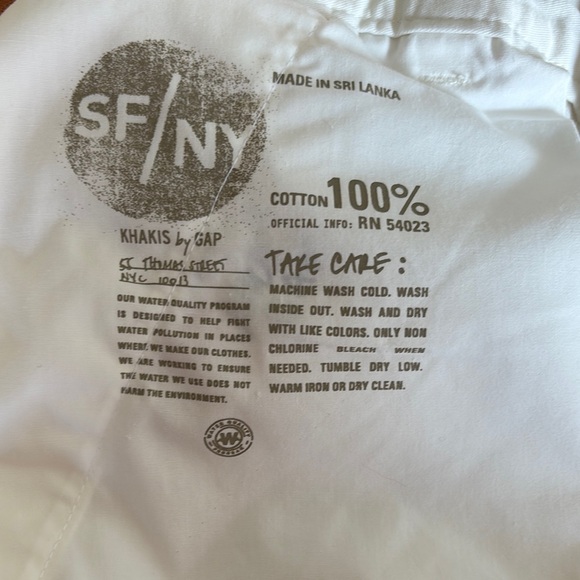 SF/NY
MADE IN SRI LANKA
COTTON 100%
OFFICIAL INFO: RN 54023
KHAKIS by GAP
55 THOMAS STREET
NYC 10013
OUR WATER QUALITY PROGRAM
IS DESIGNED TO HELP FIGHT
WATER POLLUTION IN PLACES
WHERE WE MAKE OUR CLOTHES.
WE ARE WORKING TO ENSURE
THE WATER WE USE DOES NOT
HARM THE ENVIRONMENT.
TAKE CARE:
MACHINE WASH COLD. WASH
INSIDE OUT. WASH AND DRY
WITH LIKE COLORS. ONLY NON
CHLORINE BLEACH WHEN
NEEDED. TUMBLE DRY LOW.
WARM IRON OR DRY CLEAN.
WATER QUALITY
W
PROGRAM